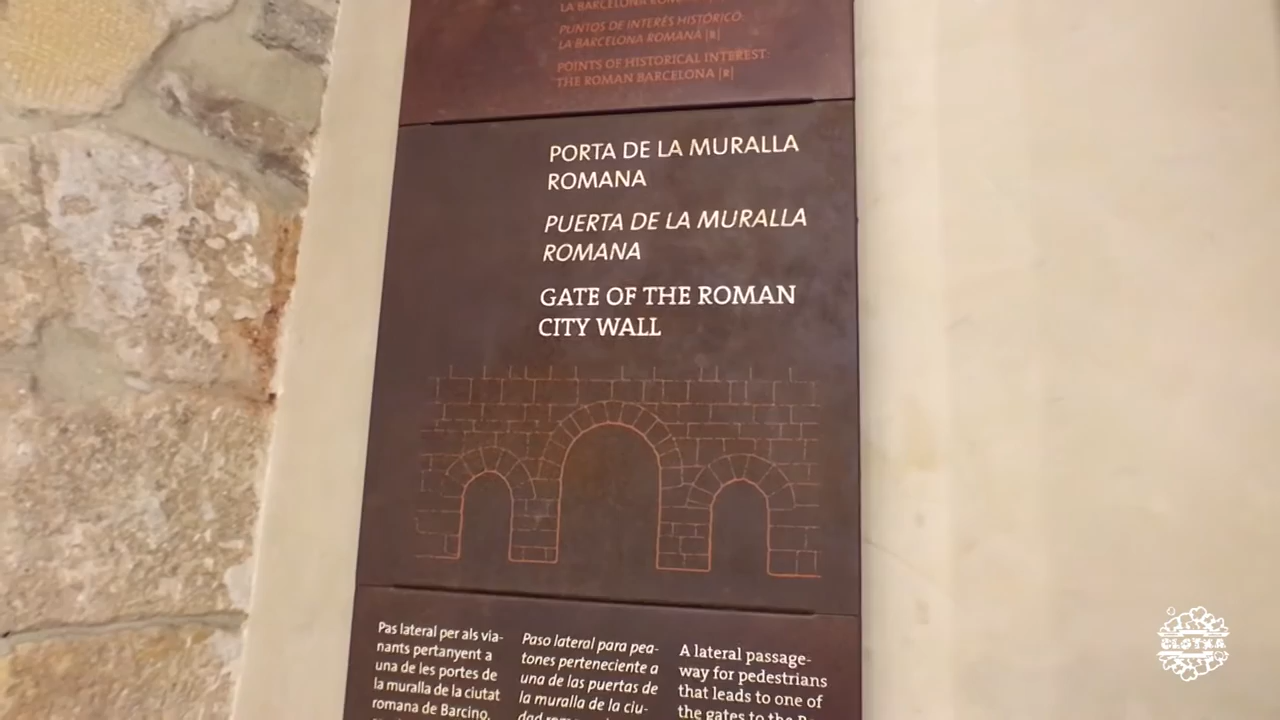 LA BARCELONA ROMANA
PUNTOS DE INTERÉS HISTÓRICO:
LA BARCELONA ROMANA |R|
POINTS OF HISTORICAL INTEREST:
THE ROMAN BARCELONA |R|
PORTA DE LA MURALLA
ROMANA
PUERTA DE LA MURALLA
ROMANA
GATE OF THE ROMAN
CITY WALL
Pas lateral per als via-
nants pertanyent a
una de les portes de
la muralla de la ciutat
romana de Barcino,
Paso lateral para pea-
tones perteneciente a
una de las puertas de
la muralla de la ciu-
A lateral passage-
way for pedestrians
that leads to one of
the gates to the